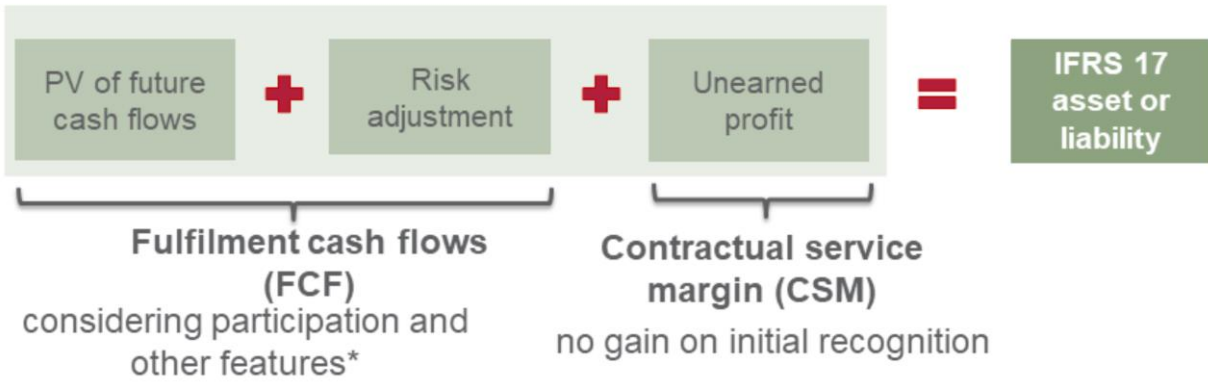 PV of future
cash flows
+
Risk
adjustment
+
Unearned
profit
=
IFRS 17
asset or
liability
Fulfilment cash flows
(FCF)
considering participation and
other features*
Contractual service
margin (CSM)
no gain on initial recognition